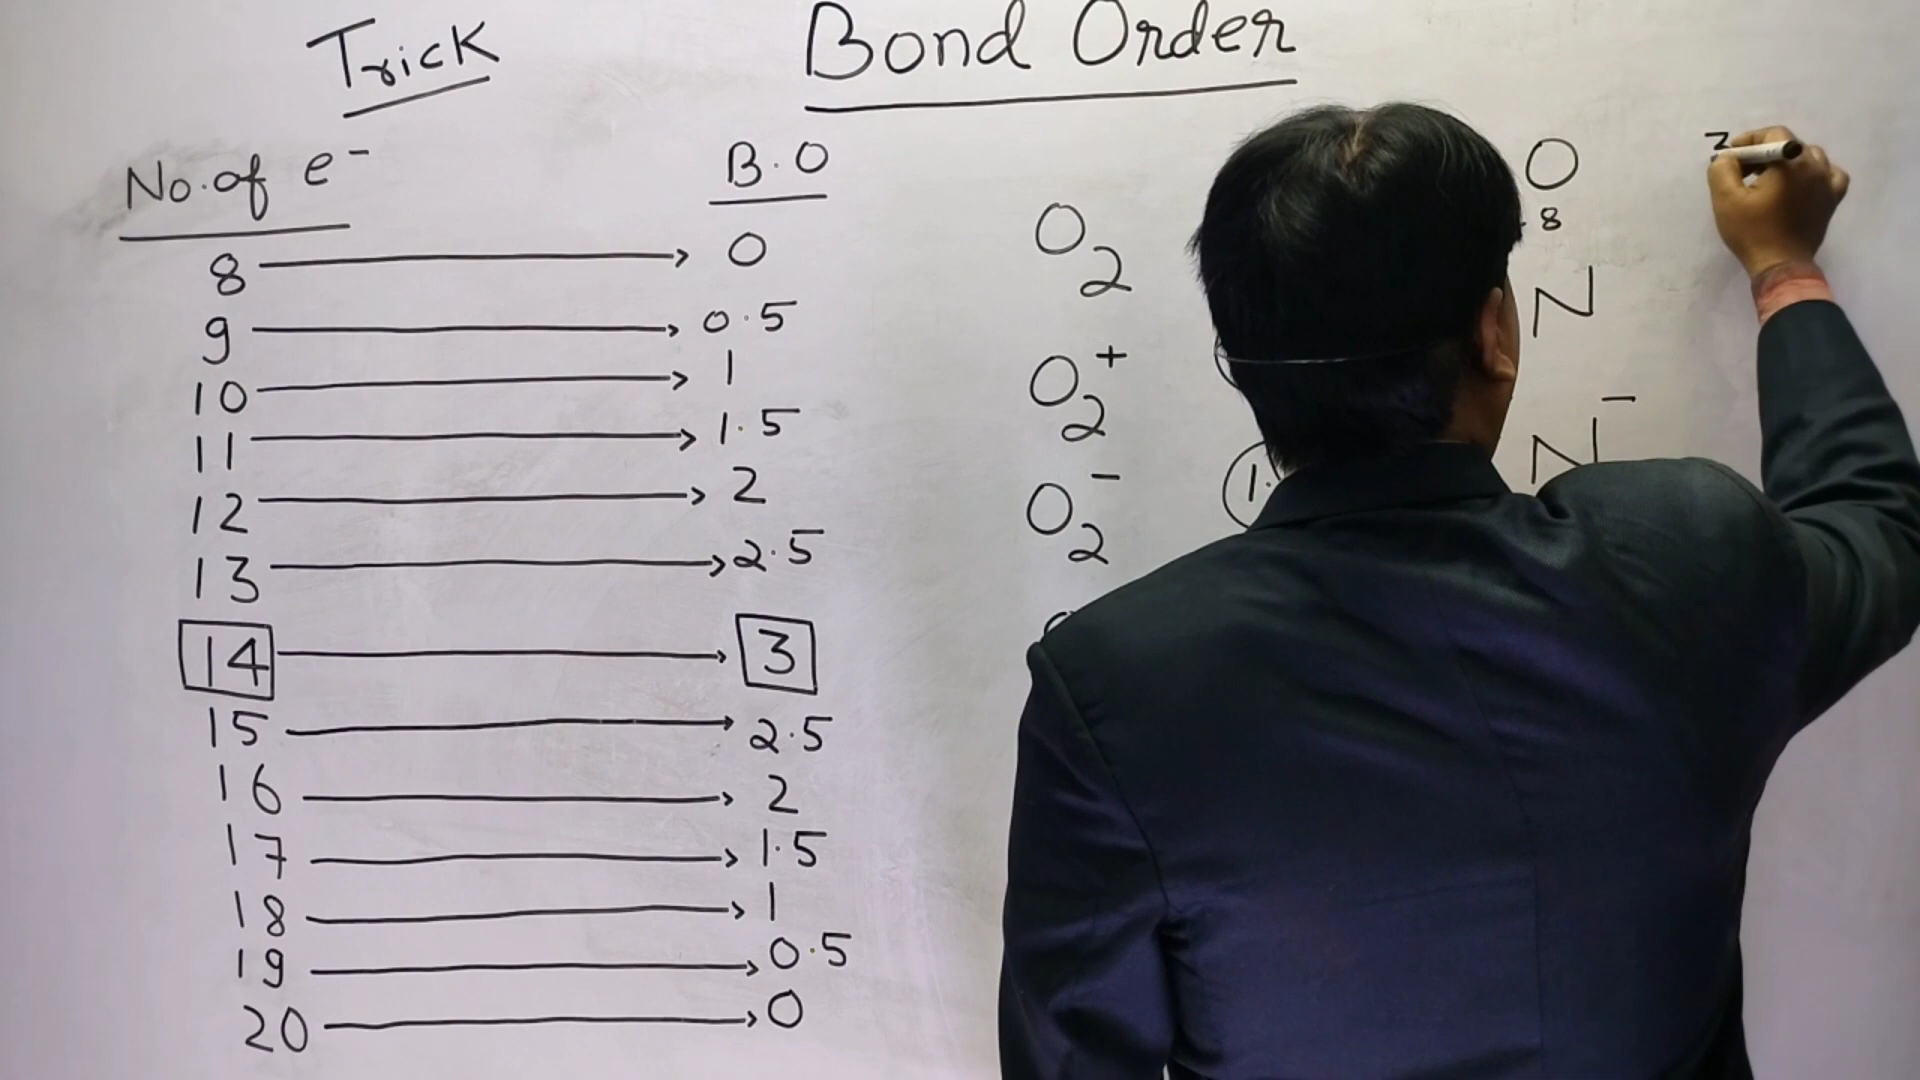 Trick
Bond Order
No. of e⁻
B.O
8 → 0
9 → 0.5
10 → 1
11 → 1.5
12 → 2
13 → 2.5
14 → 3
15 → 2.5
16 → 2
17 → 1.5
18 → 1
19 → 0.5
20 → 0
O₂
O₂⁺
O₂⁻
1.
O
8
N
N⁻